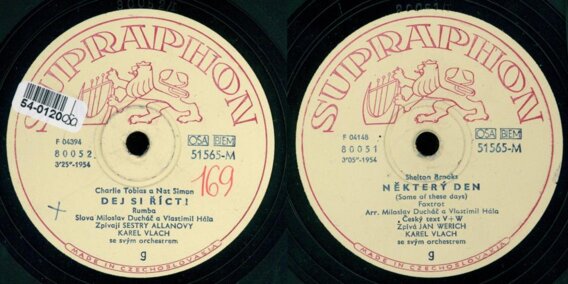 SUPRAPHON
54-0120
F 04394
80052
3'25"-1954
OSA BIEM
51565-M
Charlie Tobias a Nat Simon
DEJ SI ŘÍCT!
169
Rumba
Slova Miloslav Ducháč a Vlastimil Hála
Zpívají SESTRY ALLANOVY
KAREL VLACH
se svým orchestrem
g
MADE IN CZECHOSLOVAKIA
SUPRAPHON
F 04148
80051
3'05"-1954
OSA BIEM
51565-M
Shelton Brooks
NĚKTERÝ DEN
(Some of these days)
Foxtrot
Arr. Miloslav Ducháč a Vlastimil Hála
Český text V+W
Zpívá JAN WERICH
KAREL VLACH
se svým orchestrem
g
MADE IN CZECHOSLOVAKIA